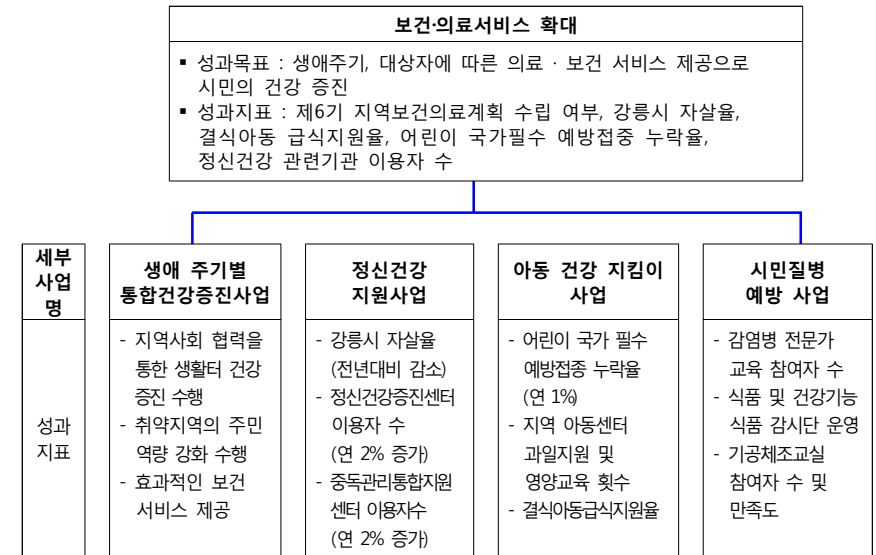 보건·의료서비스 확대
▪ 성과목표 : 생애주기, 대상자에 따른 의료 · 보건 서비스 제공으로
시민의 건강 증진
▪ 성과지표 : 제6기 지역보건의료계획 수립 여부, 강릉시 자살율,
결식아동 급식지원율, 어린이 국가필수 예방접중 누락율,
정신건강 관련기관 이용자 수
세부
사업
명
생애 주기별
통합건강증진사업
정신건강
지원사업
아동 건강 지킴이
사업
시민질병
예방 사업
성과
지표
- 지역사회 협력을
통한 생활터 건강
증진 수행
- 취약지역의 주민
역량 강화 수행
- 효과적인 보건
서비스 제공
- 강릉시 자살율
(전년대비 감소)
- 정신건강증진센터
이용자 수
(연 2% 증가)
- 중독관리통합지원
센터 이용자수
(연 2% 증가)
- 어린이 국가 필수
예방접종 누락율
(연 1%)
- 지역 아동센터
과일지원 및
영양교육 횟수
- 결식아동급식지원율
- 감염병 전문가
교육 참여자 수
- 식품 및 건강기능
식품 감시단 운영
- 기공체조교실
참여자 수 및
만족도